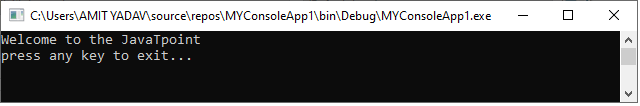 C:\Users\AMIT YADAV\source\repos\MYConsoleApp1\bin\Debug\MYConsoleApp1.exe
Welcome to the JavaTpoint
press any key to exit...